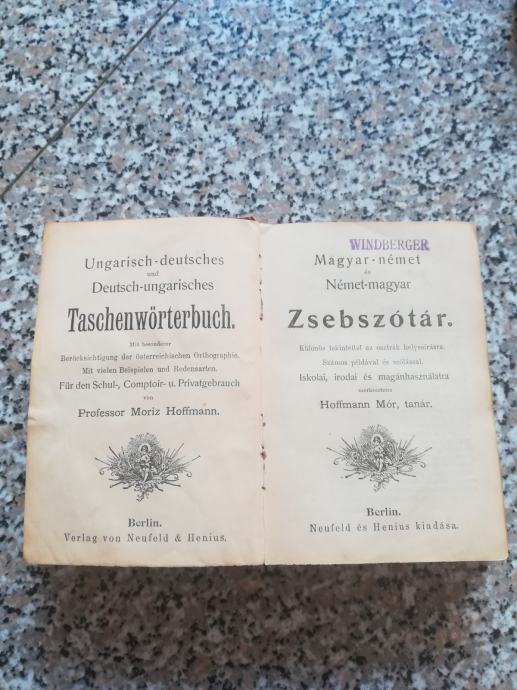 Ungarisch-deutsches
und
Deutsch-ungarisches
Taschenwörterbuch.
Mit besonderer
Berücksichtigung der österreichischen Orthographie.
Mit vielen Beispielen und Redensarten.
Für den Schul-, Comptoir- u. Privatgebrauch
von
Professor Moriz Hoffmann.
Berlin.
Verlag von Neufeld & Henius.
WINDBERGER
Magyar-német
és
Német-magyar
Zsebszótár.
Különös tekintettel az osztrák helyesírásra.
Számos példával és szólással.
Iskolai, irodai és magánhasználatra
szerkesztette
Hoffmann Mór, tanár.
Berlin.
Neufeld és Henius kiadása.